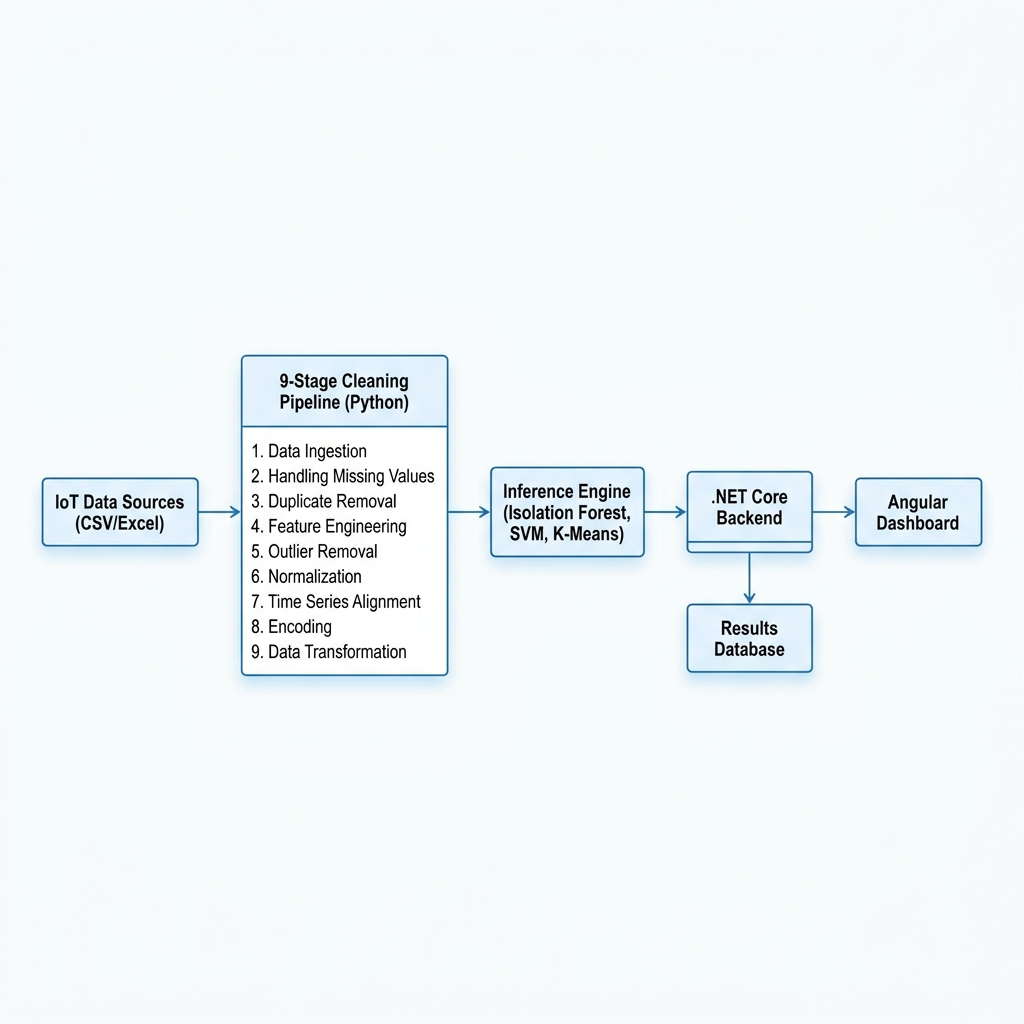 IoT Data Sources
(CSV/Excel)
9-Stage Cleaning
Pipeline (Python)
1. Data Ingestion
2. Handling Missing Values
3. Duplicate Removal
4. Feature Engineering
5. Outlier Removal
6. Normalization
7. Time Series Alignment
8. Encoding
9. Data Transformation
Inference Engine
(Isolation Forest,
SVM, K-Means)
.NET Core
Backend
Results
Database
Angular
Dashboard